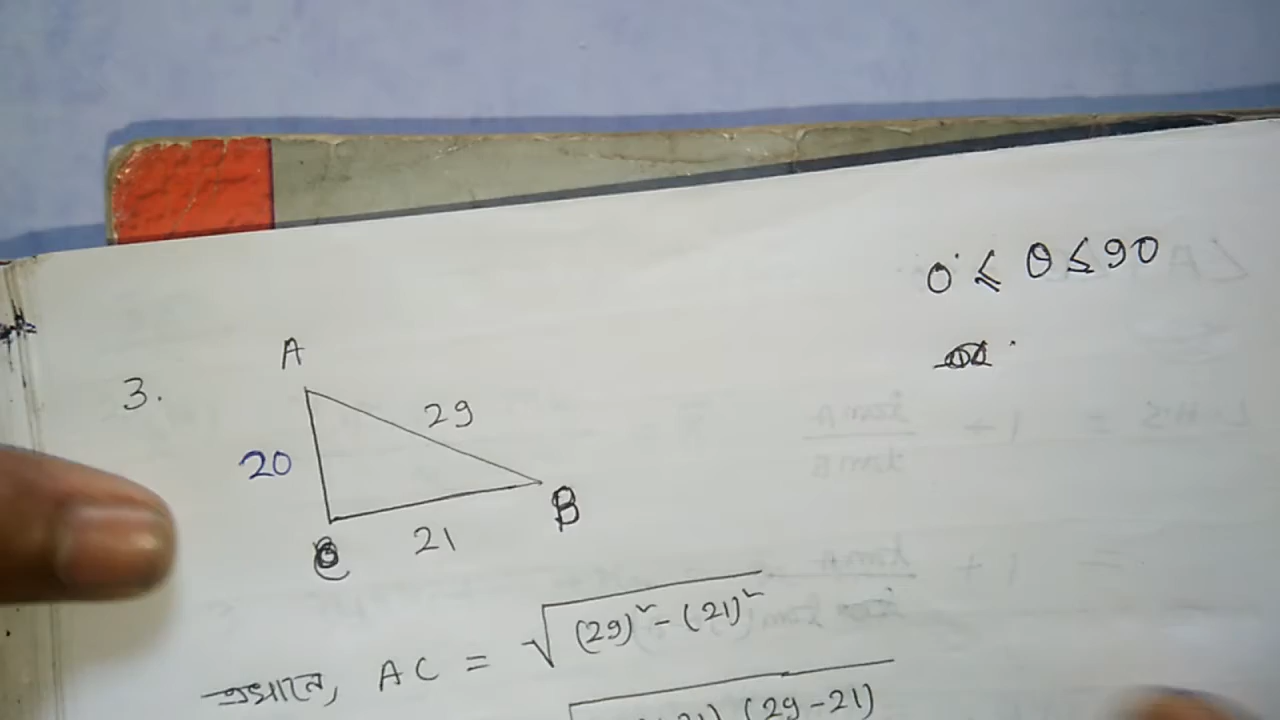 0° ≤ θ ≤ 90
3.
A
29
20
B
21
C
এখানে, AC = √(29)² - (21)²
(29-21)